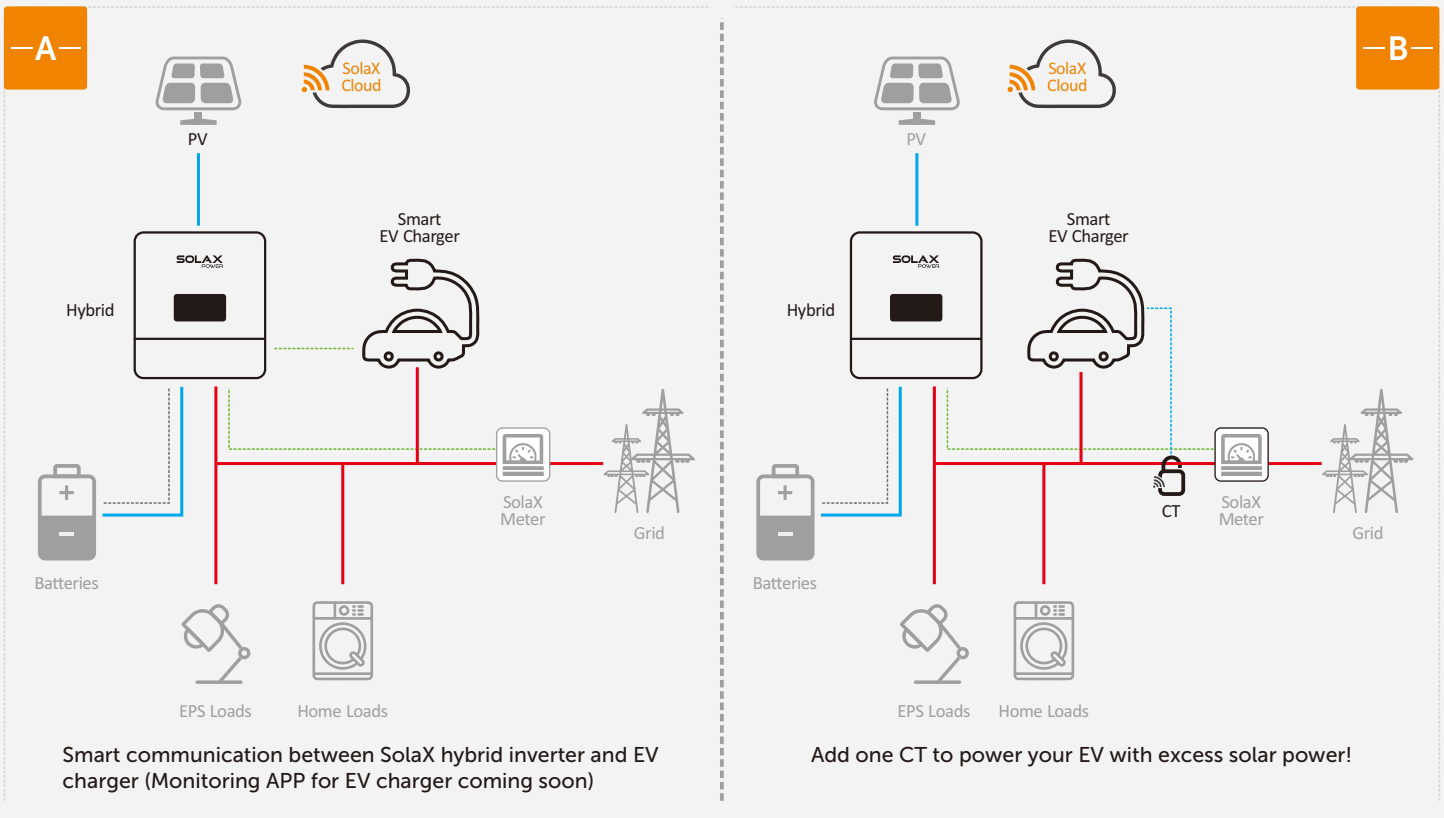 A
SolaX
Cloud
PV
Smart
EV Charger
SOLAX
POWER
Hybrid
SolaX
Meter
Grid
Batteries
EPS Loads
Home Loads
Smart communication between SolaX hybrid inverter and EV
charger (Monitoring APP for EV charger coming soon)
B
SolaX
Cloud
PV
Smart
EV Charger
SOLAX
POWER
Hybrid
CT
SolaX
Meter
Grid
Batteries
EPS Loads
Home Loads
Add one CT to power your EV with excess solar power!